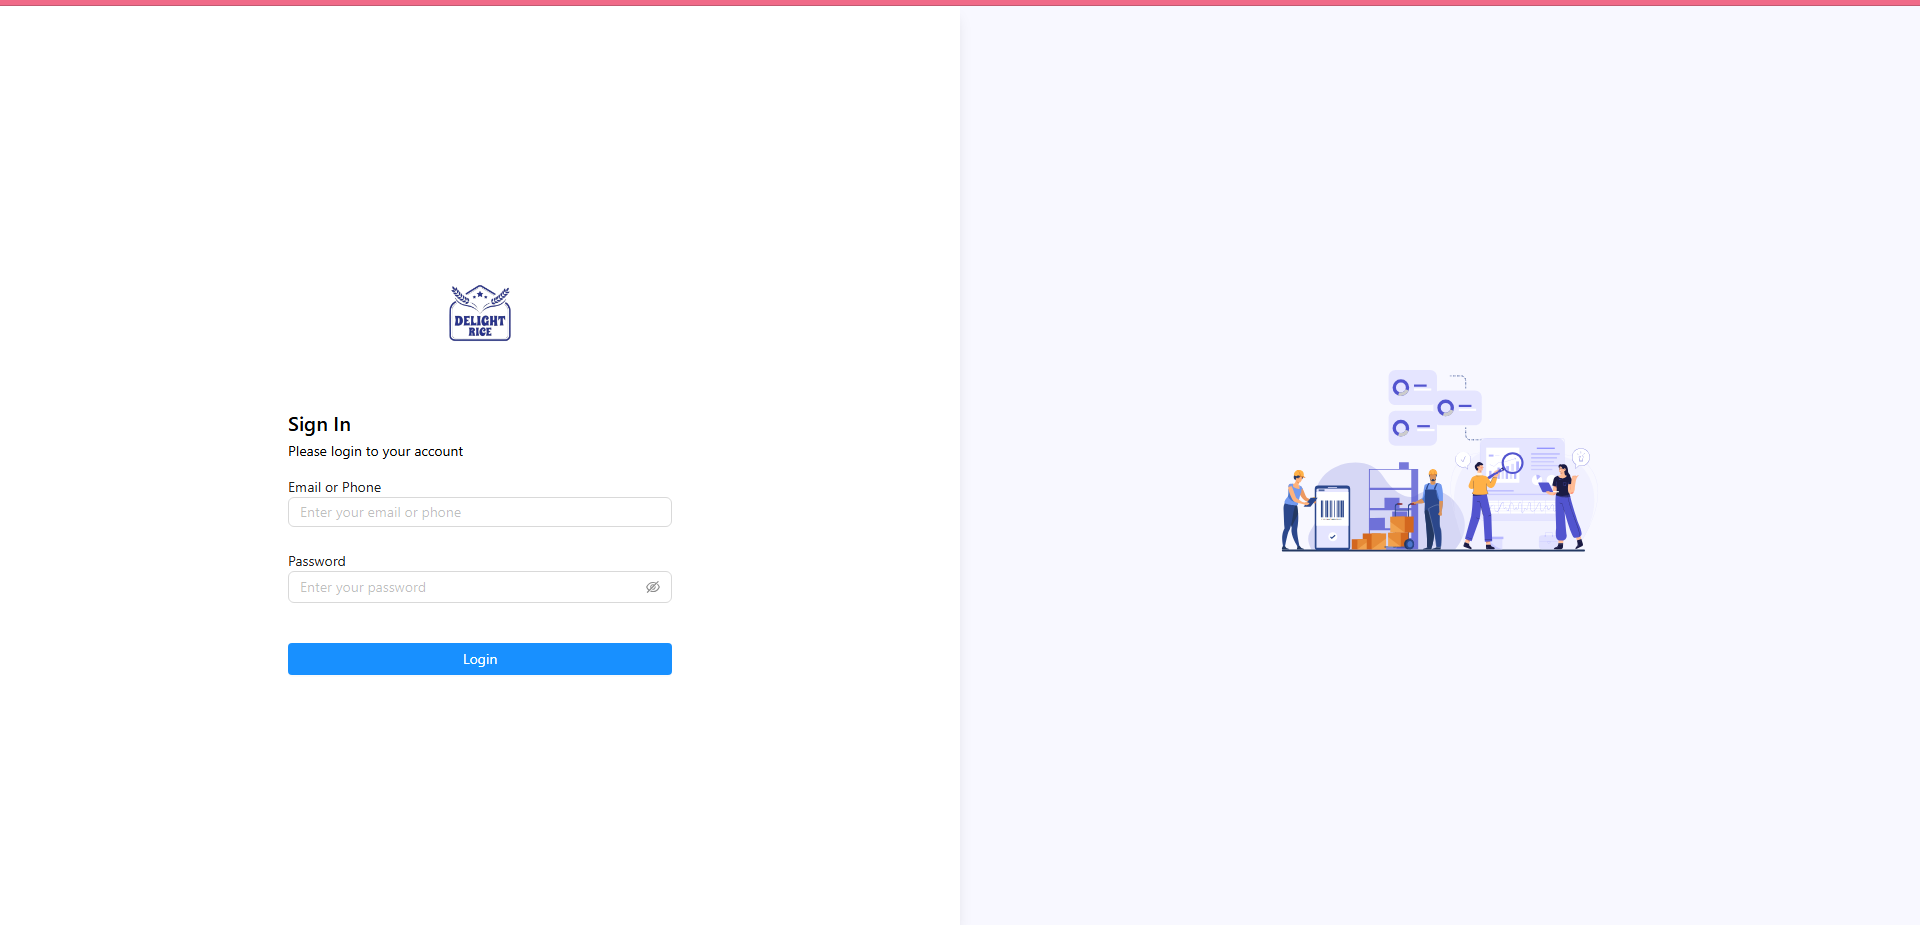 DELIGHT
RICE
Sign In
Please login to your account
Email or Phone
Enter your email or phone
Password
Enter your password
Login